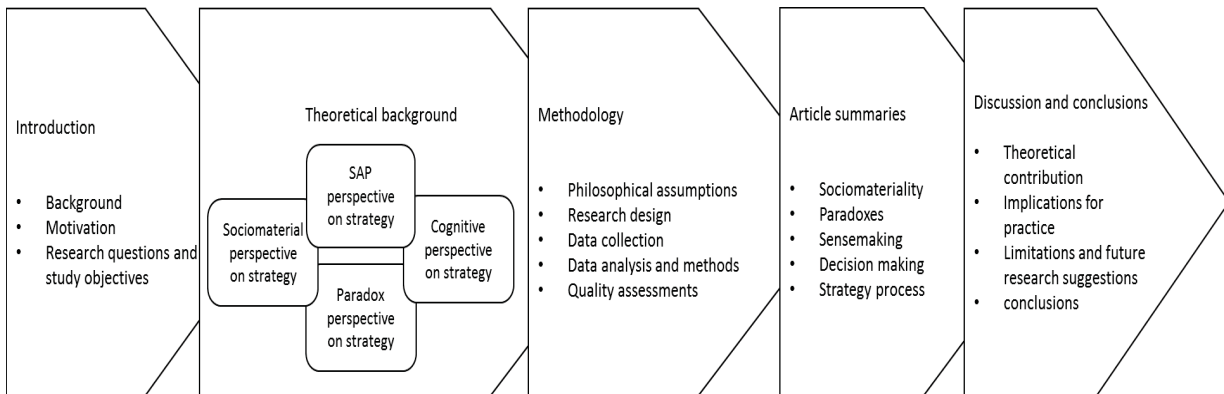 Introduction
• Background
• Motivation
• Research questions and
study objectives
Theoretical background
SAP
perspective
on strategy
Sociomaterial
perspective
on strategy
Cognitive
perspective
on strategy
Paradox
perspective
on strategy
Methodology
• Philosophical assumptions
• Research design
• Data collection
• Data analysis and methods
• Quality assessments
Article summaries
• Sociomateriality
• Paradoxes
• Sensemaking
• Decision making
• Strategy process
Discussion and conclusions
• Theoretical
contribution
• Implications for
practice
• Limitations and future
research suggestions
• conclusions